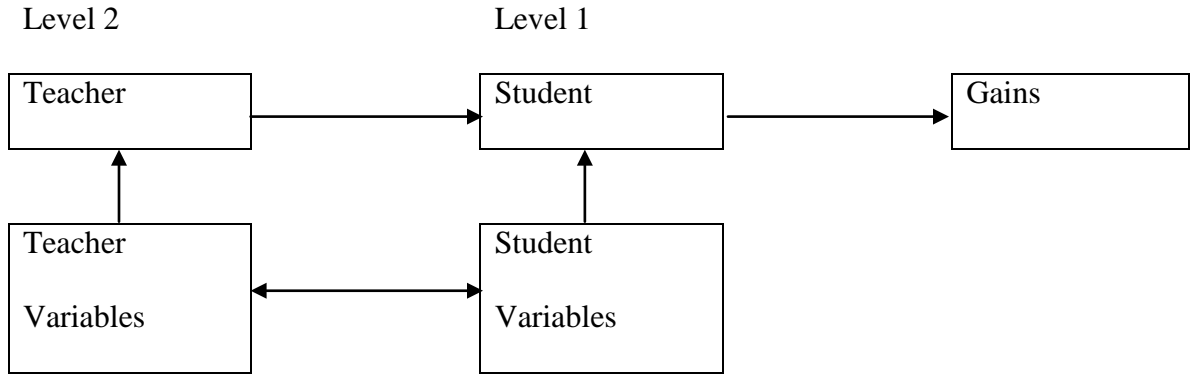 Level 2
Level 1
Teacher
Student
Gains
Teacher
Variables
Student
Variables